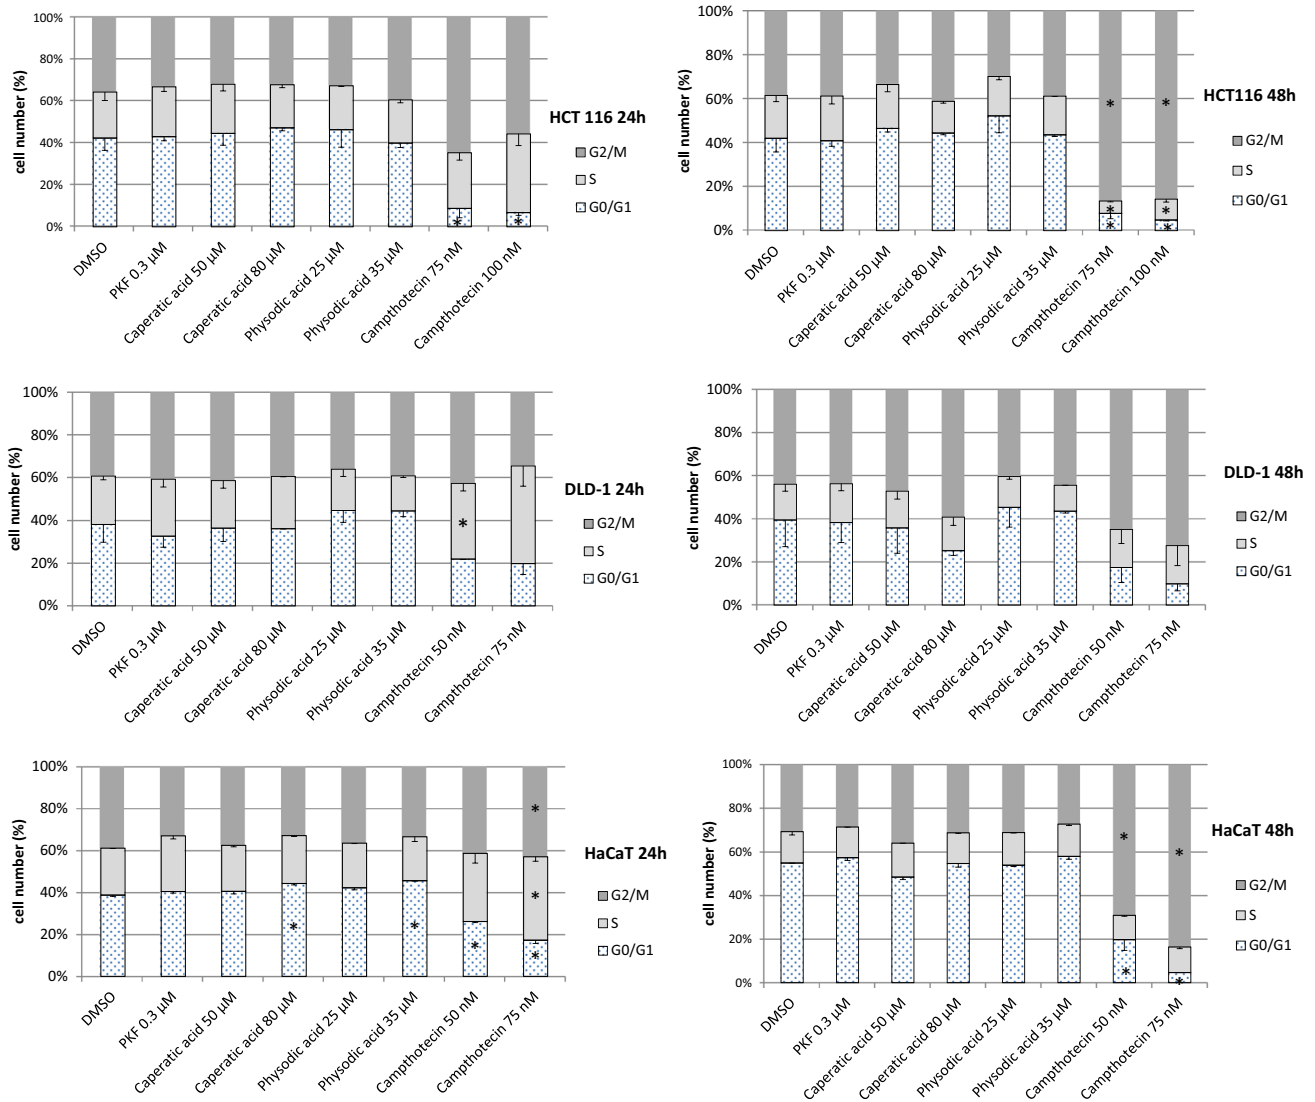 100%
80%
60%
40%
20%
0%
cell number (%)
HCT 116 24h
G2/M
S
G0/G1
*
*
DMSO
PKF 0.3 μM
Caperatic acid 50 μM
Caperatic acid 80 μM
Physodic acid 25 μM
Physodic acid 35 μM
Campthotecin 75 nM
Campthotecin 100 nM
100%
80%
60%
40%
20%
0%
cell number (%)
HCT116 48h
G2/M
S
G0/G1
* *
* *
* *
DMSO
PKF 0.3 μM
Caperatic acid 50 μM
Caperatic acid 80 μM
Physodic acid 25 μM
Physodic acid 35 μM
Campthotecin 75 nM
Campthotecin 100 nM
100%
80%
60%
40%
20%
0%
cell number (%)
DLD-1 24h
G2/M
S
G0/G1
*
DMSO
PKF 0.3 μM
Caperatic acid 50 μM
Caperatic acid 80 μM
Physodic acid 25 μM
Physodic acid 35 μM
Campthotecin 50 nM
Campthotecin 75 nM
100%
80%
60%
40%
20%
0%
cell number (%)
DLD-1 48h
G2/M
S
G0/G1
DMSO
PKF 0.3 μM
Caperatic acid 50 μM
Caperatic acid 80 μM
Physodic acid 25 μM
Physodic acid 35 μM
Campthotecin 50 nM
Campthotecin 75 nM
100%
80%
60%
40%
20%
0%
cell number (%)
HaCaT 24h
G2/M
S
G0/G1
*
*
* * * *
DMSO
PKF 0.3 μM
Caperatic acid 50 μM
Caperatic acid 80 μM
Physodic acid 25 μM
Physodic acid 35 μM
Campthotecin 50 nM
Campthotecin 75 nM
100%
80%
60%
40%
20%
0%
cell number (%)
HaCaT 48h
G2/M
S
G0/G1
* *
* *
DMSO
PKF 0.3 μM
Caperatic acid 50 μM
Caperatic acid 80 μM
Physodic acid 25 μM
Physodic acid 35 μM
Campthotecin 50 nM
Campthotecin 75 nM